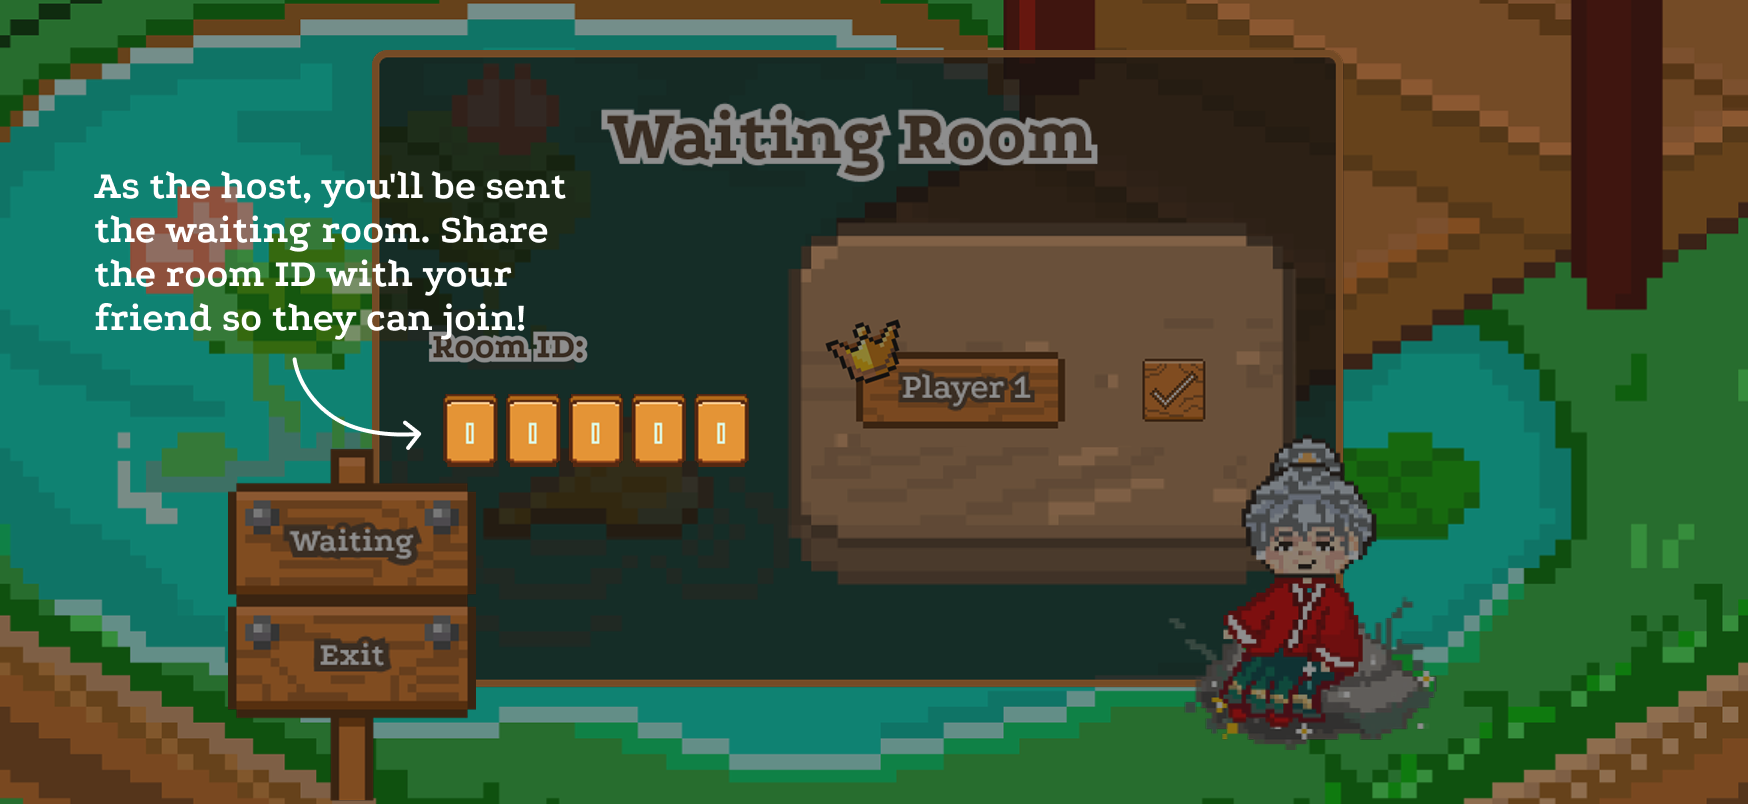 Waiting Room
As the host, you'll be sent
the waiting room. Share
the room ID with your
friend so they can join!
Room ID:
0 0 0 0 0
Player 1
Waiting
Exit